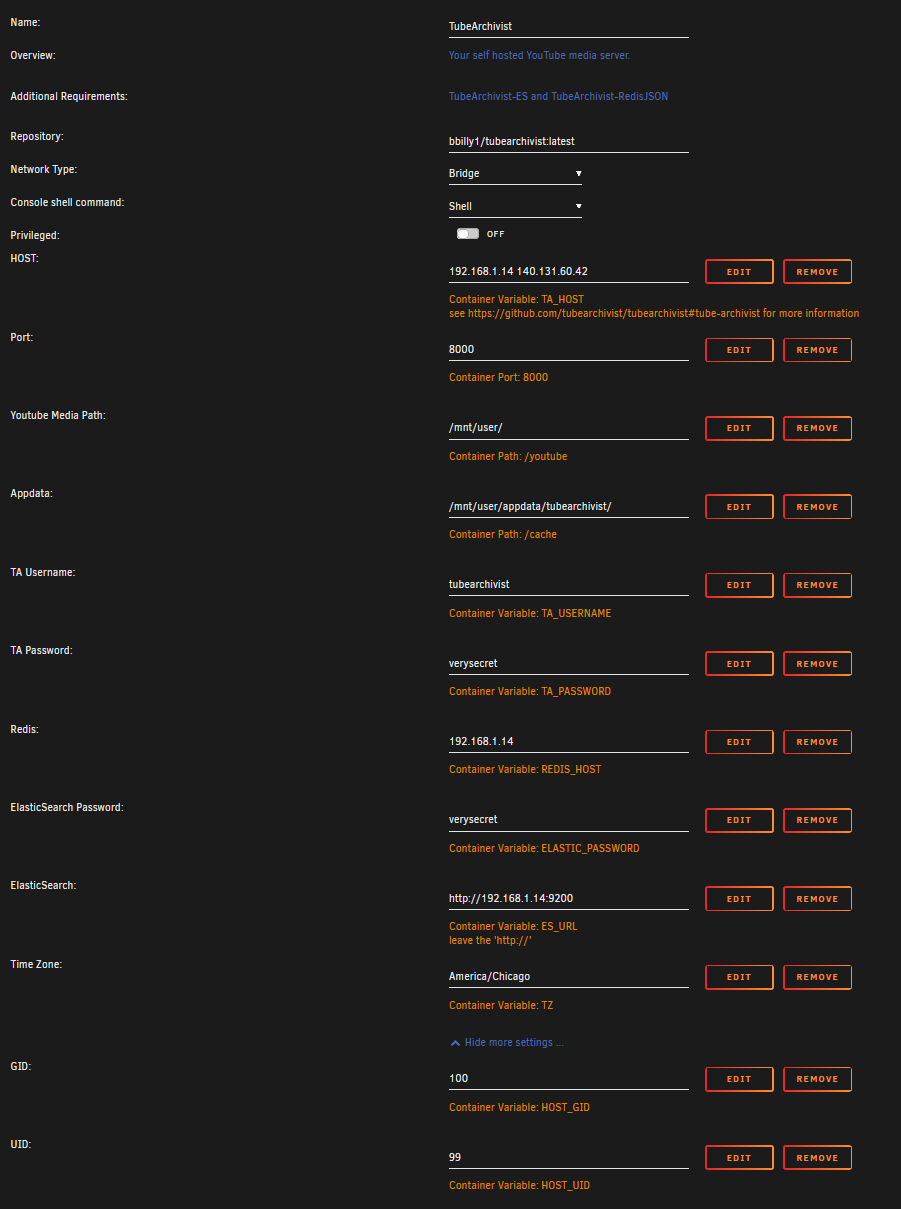 Name: TubeArchivist
Overview: Your self hosted YouTube media server.
Additional Requirements: TubeArchivist-ES and TubeArchivist-RedisJSON
Repository: bbilly1/tubearchivist:latest
Network Type: Bridge
Console shell command: Shell
Privileged: OFF
HOST: 192.168.1.14 140.131.60.42 EDIT REMOVE
Container Variable: TA_HOST
see https://github.com/tubearchivist/tubearchivist#tube-archivist for more information
Port: 8000 EDIT REMOVE
Container Port: 8000
Youtube Media Path: /mnt/user/ EDIT REMOVE
Container Path: /youtube
Appdata: /mnt/user/appdata/tubearchivist/ EDIT REMOVE
Container Path: /cache
TA Username: tubearchivist EDIT REMOVE
Container Variable: TA_USERNAME
TA Password: verysecret EDIT REMOVE
Container Variable: TA_PASSWORD
Redis: 192.168.1.14 EDIT REMOVE
Container Variable: REDIS_HOST
ElasticSearch Password: verysecret EDIT REMOVE
Container Variable: ELASTIC_PASSWORD
ElasticSearch: http://192.168.1.14:9200 EDIT REMOVE
Container Variable: ES_URL
leave the 'http://'
Time Zone: America/Chicago EDIT REMOVE
Container Variable: TZ
Hide more settings ...
GID: 100 EDIT REMOVE
Container Variable: HOST_GID
UID: 99 EDIT REMOVE
Container Variable: HOST_UID